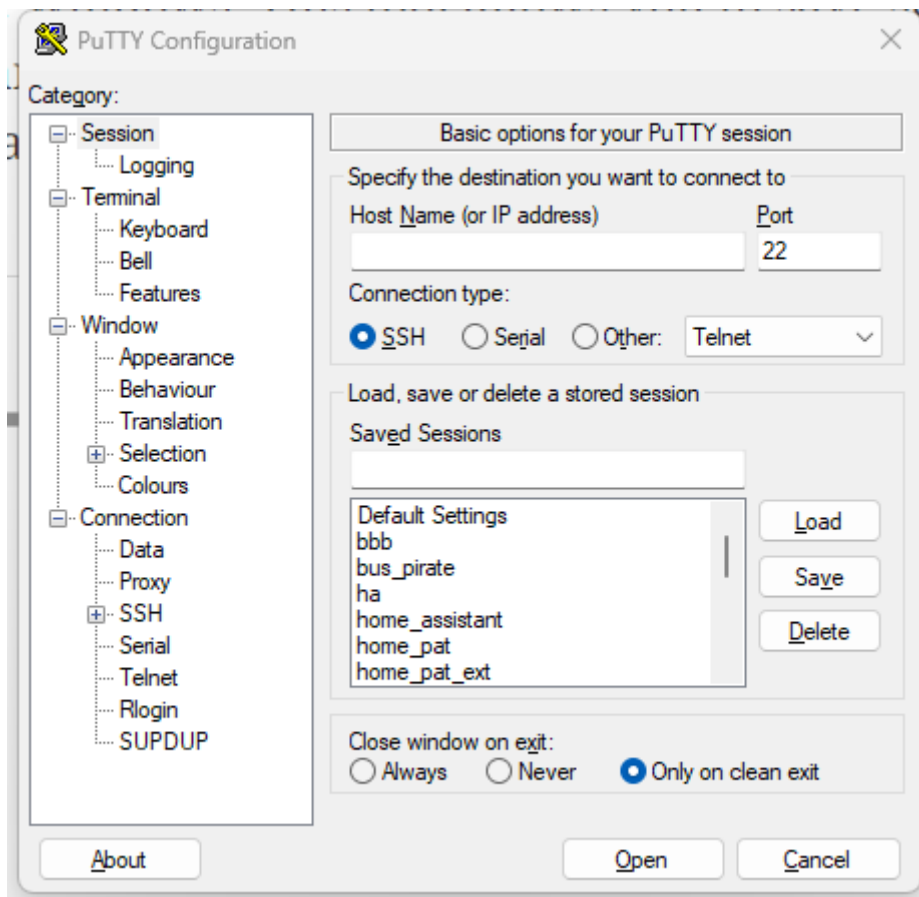 PuTTY Configuration
Category:
Session
Logging
Terminal
Keyboard
Bell
Features
Window
Appearance
Behaviour
Translation
Selection
Colours
Connection
Data
Proxy
SSH
Serial
Telnet
Rlogin
SUPDUP
Basic options for your PuTTY session
Specify the destination you want to connect to
Host Name (or IP address) Port
22
Connection type:
SSH Serial Other: Telnet
Load, save or delete a stored session
Saved Sessions
Default Settings
bbb
bus_pirate
ha
home_assistant
home_pat
home_pat_ext
Load
Save
Delete
Close window on exit:
Always Never Only on clean exit
About Open Cancel